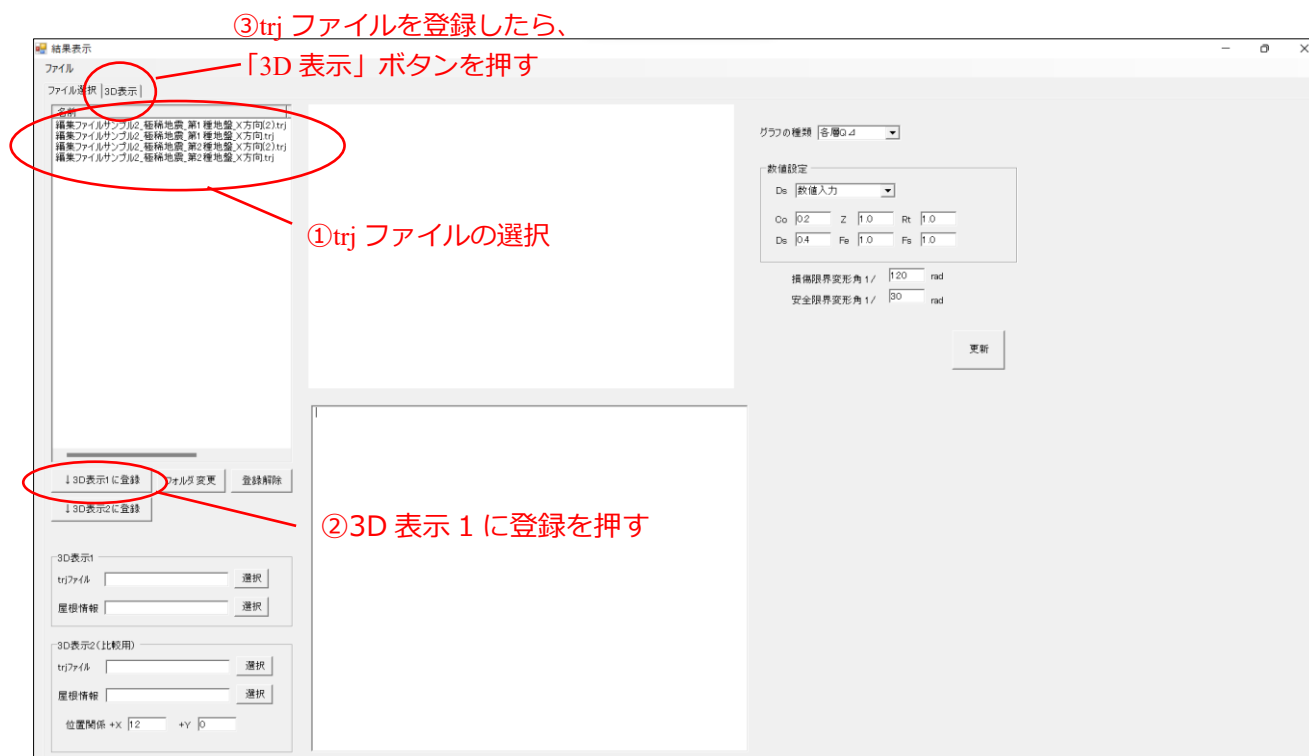 ③trj ファイルを登録したら、
「3D 表示」ボタンを押す
結果表示
ファイル
ファイル選択 3D表示
名前
編集ファイルサンプル2_極稀地震_第1種地盤_X方向(2).trj
編集ファイルサンプル2_極稀地震_第1種地盤_X方向.trj
編集ファイルサンプル2_極稀地震_第2種地盤_X方向(2).trj
編集ファイルサンプル2_極稀地震_第2種地盤_X方向.trj
①trj ファイルの選択
グラフの種類 各層QΔ
数値設定
Ds 数値入力
Co 0.2 Z 1.0 Rt 1.0
Ds 0.4 Fe 1.0 Fs 1.0
損傷限界変形角 1/ 120 rad
安全限界変形角 1/ 30 rad
更新
↓3D表示1に登録 フォルダ変更 登録解除
↓3D表示2に登録
②3D 表示 1 に登録を押す
3D表示1
trjファイル 選択
屋根情報 選択
3D表示2(比較用)
trjファイル 選択
屋根情報 選択
位置関係 +X 12 +Y 0